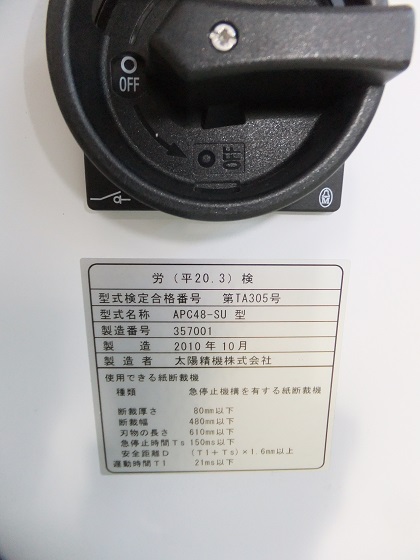 OFF
OFF
労（平20.3）検
型式検定合格番号 第TA305号
型式名称 APC48-SU 型
製造番号 357001
製造 2010年10月
製造者 太陽精機株式会社
使用できる紙断裁機
種類 急停止機構を有する紙断裁機
断裁厚さ 80mm以下
断裁幅 480mm以下
刃物の長さ 610mm以下
急停止時間Ts 150ms以下
安全距離D (Tl+Ts)×1.6mm以上
運動時間Tl 21ms以下